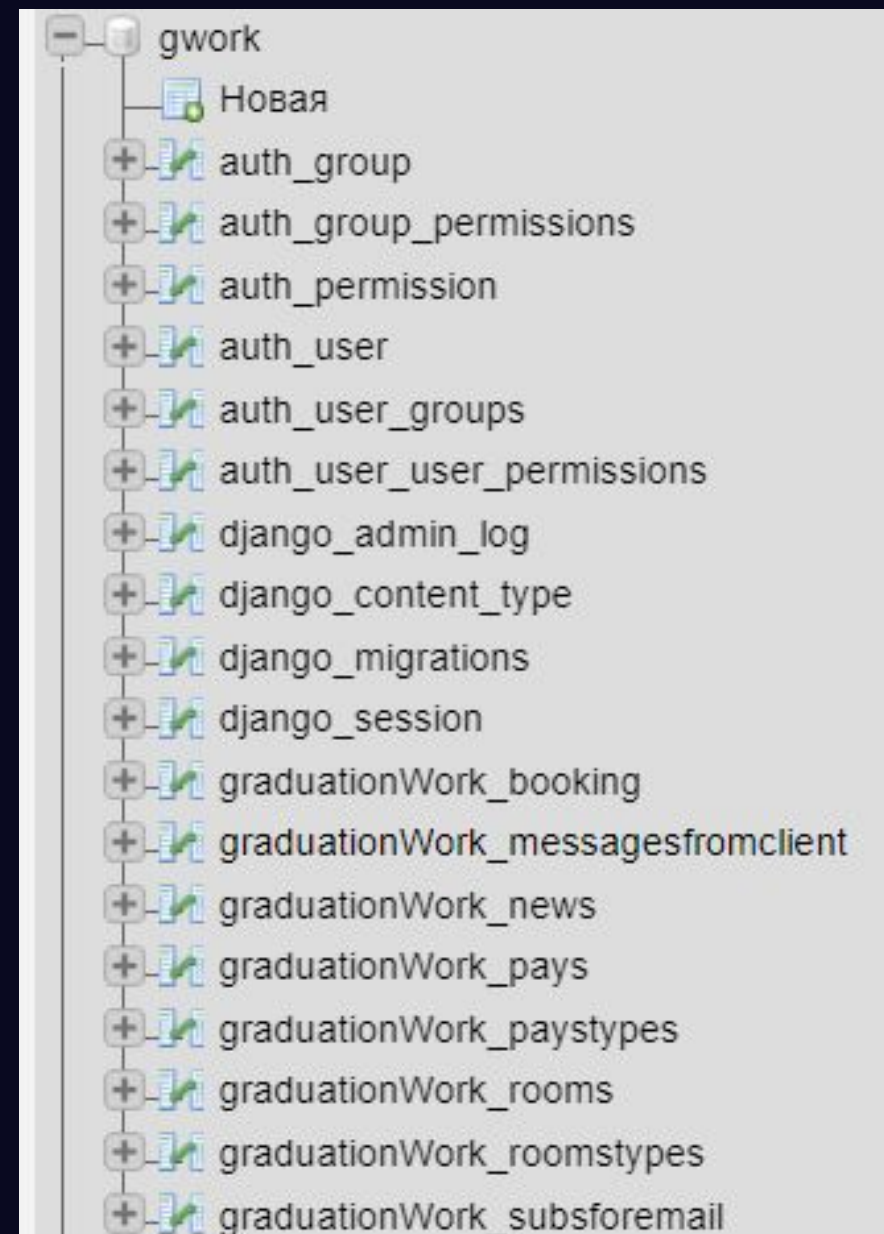 gwork
Новая
auth_group
auth_group_permissions
auth_permission
auth_user
auth_user_groups
auth_user_user_permissions
django_admin_log
django_content_type
django_migrations
django_session
graduationWork_booking
graduationWork_messagesfromclient
graduationWork_news
graduationWork_pays
graduationWork_paystypes
graduationWork_rooms
graduationWork_roomstypes
graduationWork_subsforemail